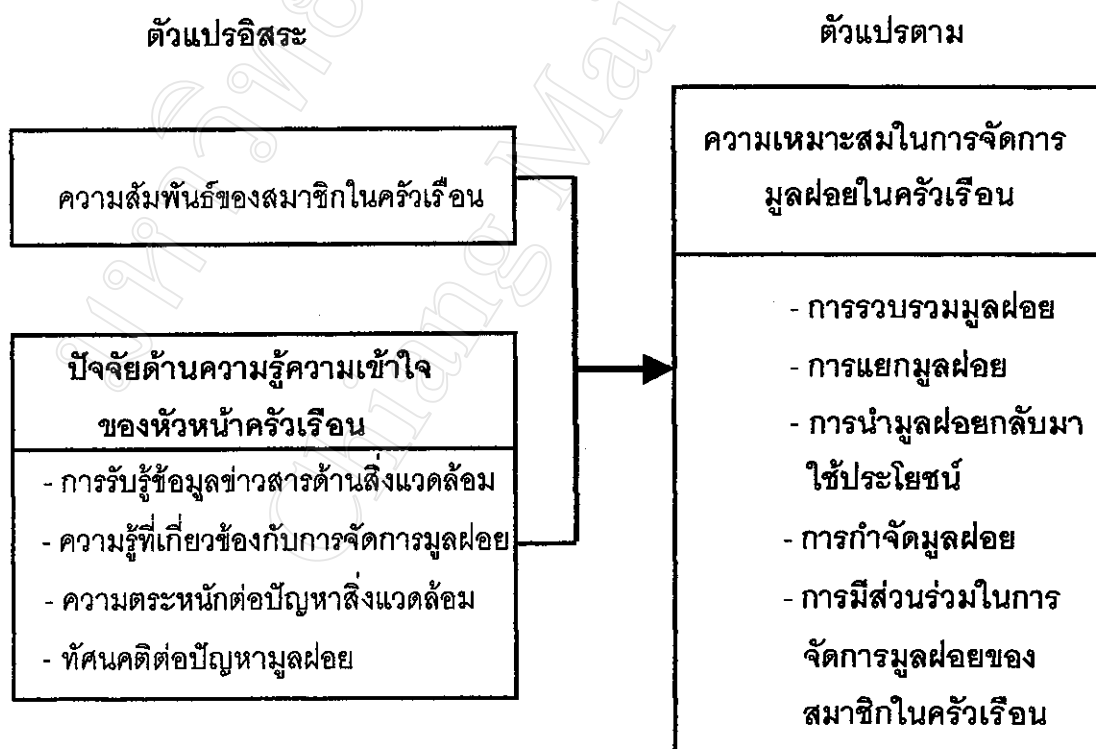 ตัวแปรอิสระ
ความสัมพันธ์ของสมาชิกในครัวเรือน
ปัจจัยด้านความรู้ความเข้าใจ
ของหัวหน้าครัวเรือน
- การรับรู้ข้อมูลข่าวสารด้านสิ่งแวดล้อม
- ความรู้ที่เกี่ยวข้องกับการจัดการมูลฝอย
- ความตระหนักต่อปัญหาสิ่งแวดล้อม
- ทัศนคติต่อปัญหามูลฝอย
ตัวแปรตาม
ความเหมาะสมในการจัดการ
มูลฝอยในครัวเรือน
- การรวบรวมมูลฝอย
- การแยกมูลฝอย
- การนำมูลฝอยกลับมา
ใช้ประโยชน์
- การกำจัดมูลฝอย
- การมีส่วนร่วมในการ
จัดการมูลฝอยของ
สมาชิกในครัวเรือน
Chiang Mai